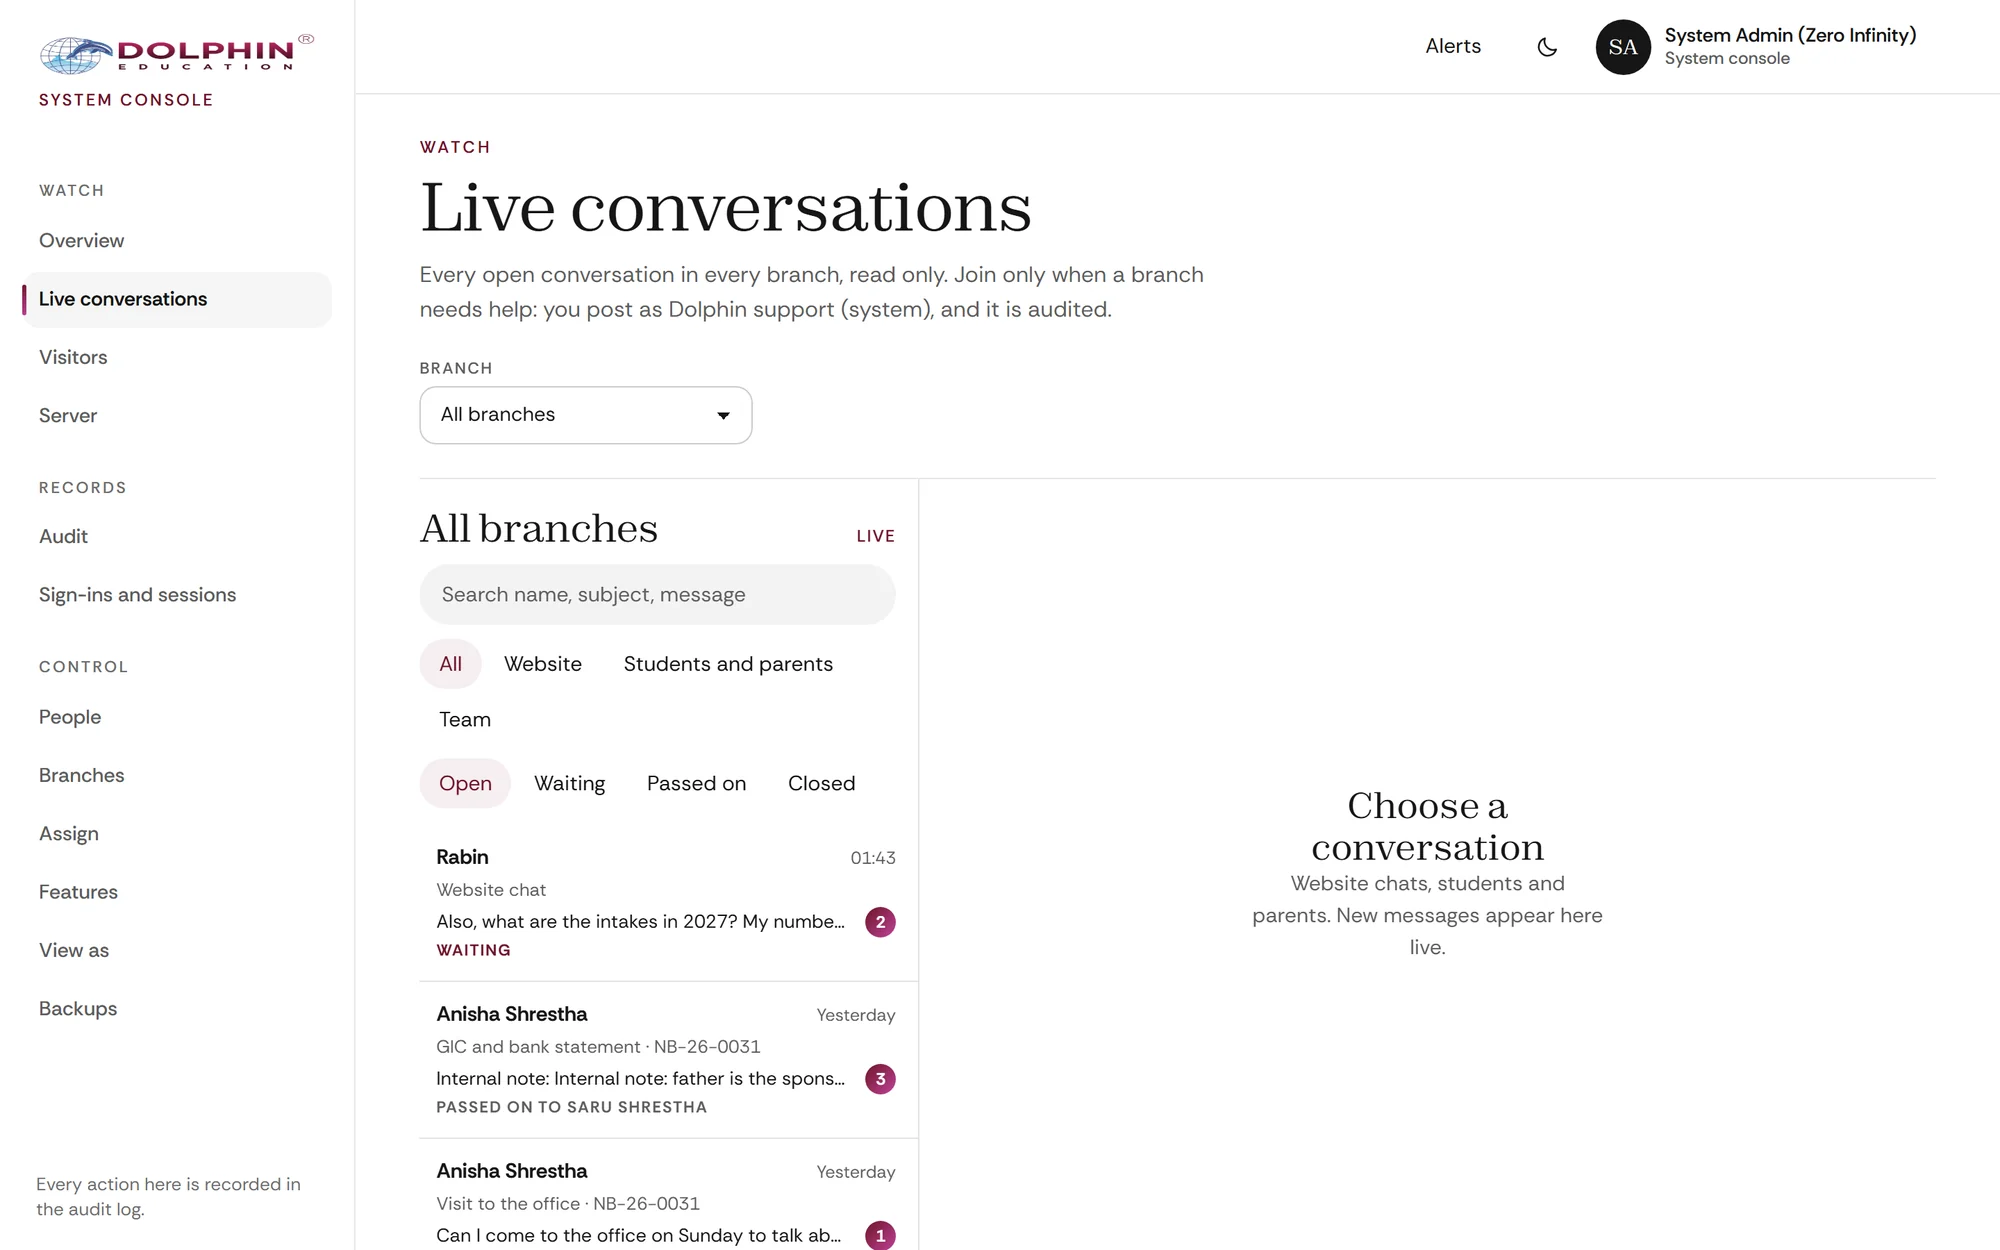 DOLPHIN ®
EDUCATION
SYSTEM CONSOLE
WATCH
Overview
Live conversations
Visitors
Server
RECORDS
Audit
Sign-ins and sessions
CONTROL
People
Branches
Assign
Features
View as
Backups
Every action here is recorded in
the audit log.
Alerts
SA
System Admin (Zero Infinity)
System console
WATCH
Live conversations
Every open conversation in every branch, read only. Join only when a branch
needs help: you post as Dolphin support (system), and it is audited.
BRANCH
All branches
All branches
LIVE
Search name, subject, message
All Website Students and parents
Team
Open Waiting Passed on Closed
Rabin 01:43
Website chat
Also, what are the intakes in 2027? My numbe... 2
WAITING
Anisha Shrestha Yesterday
GIC and bank statement · NB-26-0031
Internal note: Internal note: father is the spons... 3
PASSED ON TO SARU SHRESTHA
Anisha Shrestha Yesterday
Visit to the office · NB-26-0031
Can I come to the office on Sunday to talk ab... 1
Choose a
conversation
Website chats, students and
parents. New messages appear here
live.